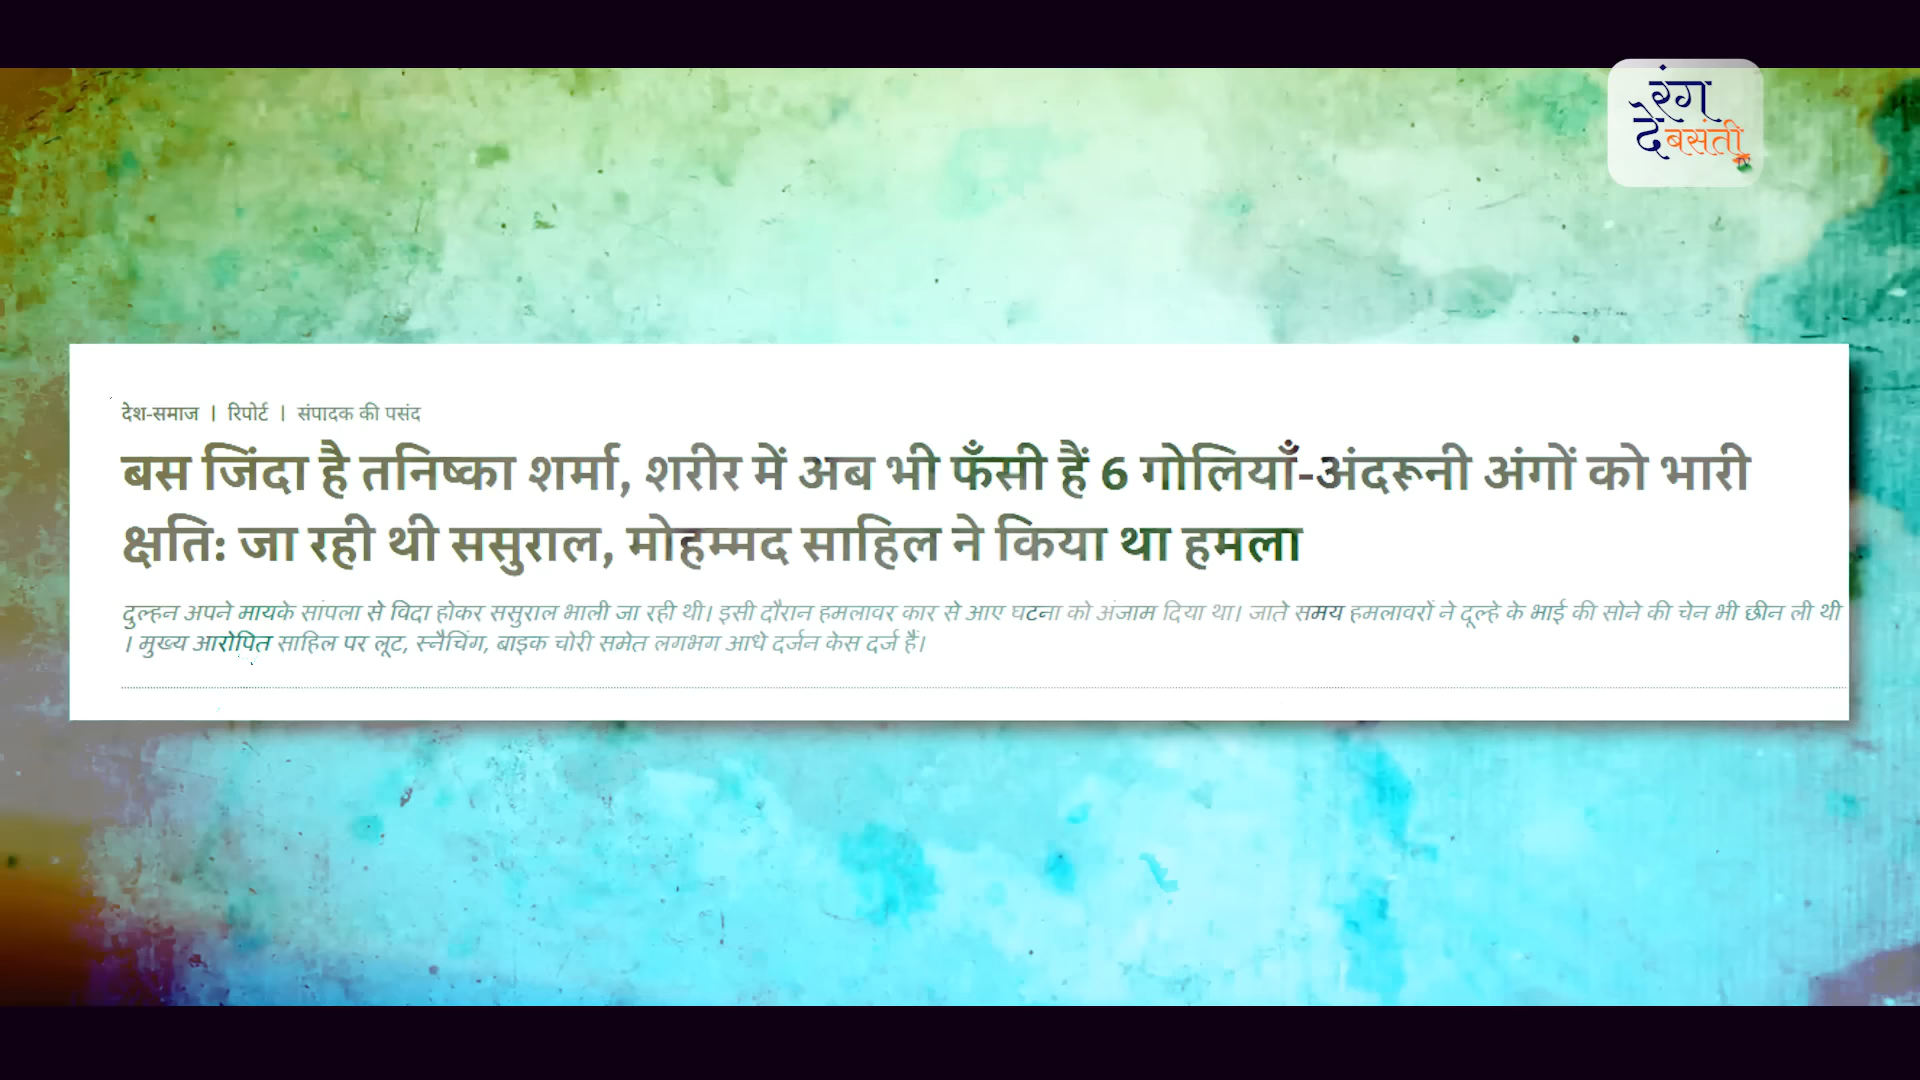 रंग
दे बसंती
देश-समाज । रिपोर्ट । संपादक की पसंद
बस जिंदा है तनिष्का शर्मा, शरीर में अब भी फँसी हैं 6 गोलियाँ-अंदरूनी अंगों को भारी
क्षति: जा रही थी ससुराल, मोहम्मद साहिल ने किया था हमला
दुल्हन अपने मायके सांपला से विदा होकर ससुराल भाली जा रही थी। इसी दौरान हमलावर कार से आए घटना को अंजाम दिया था। जाते समय हमलावरों ने दूल्हे के भाई की सोने की चेन भी छीन ली थी
। मुख्य आरोपित साहिल पर लूट, स्नैचिंग, बाइक चोरी समेत लगभग आधे दर्जन केस दर्ज हैं।